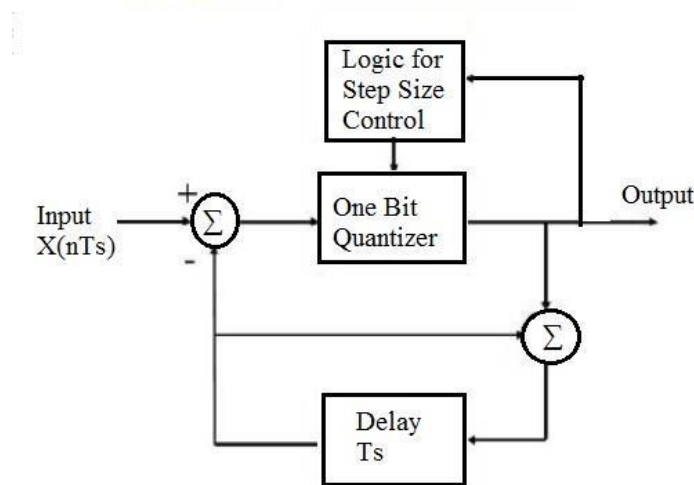 Logic for
Step Size
Control
+
Input
X(nTs)
Σ
-
One Bit
Quantizer
Output
Σ
Delay
Ts